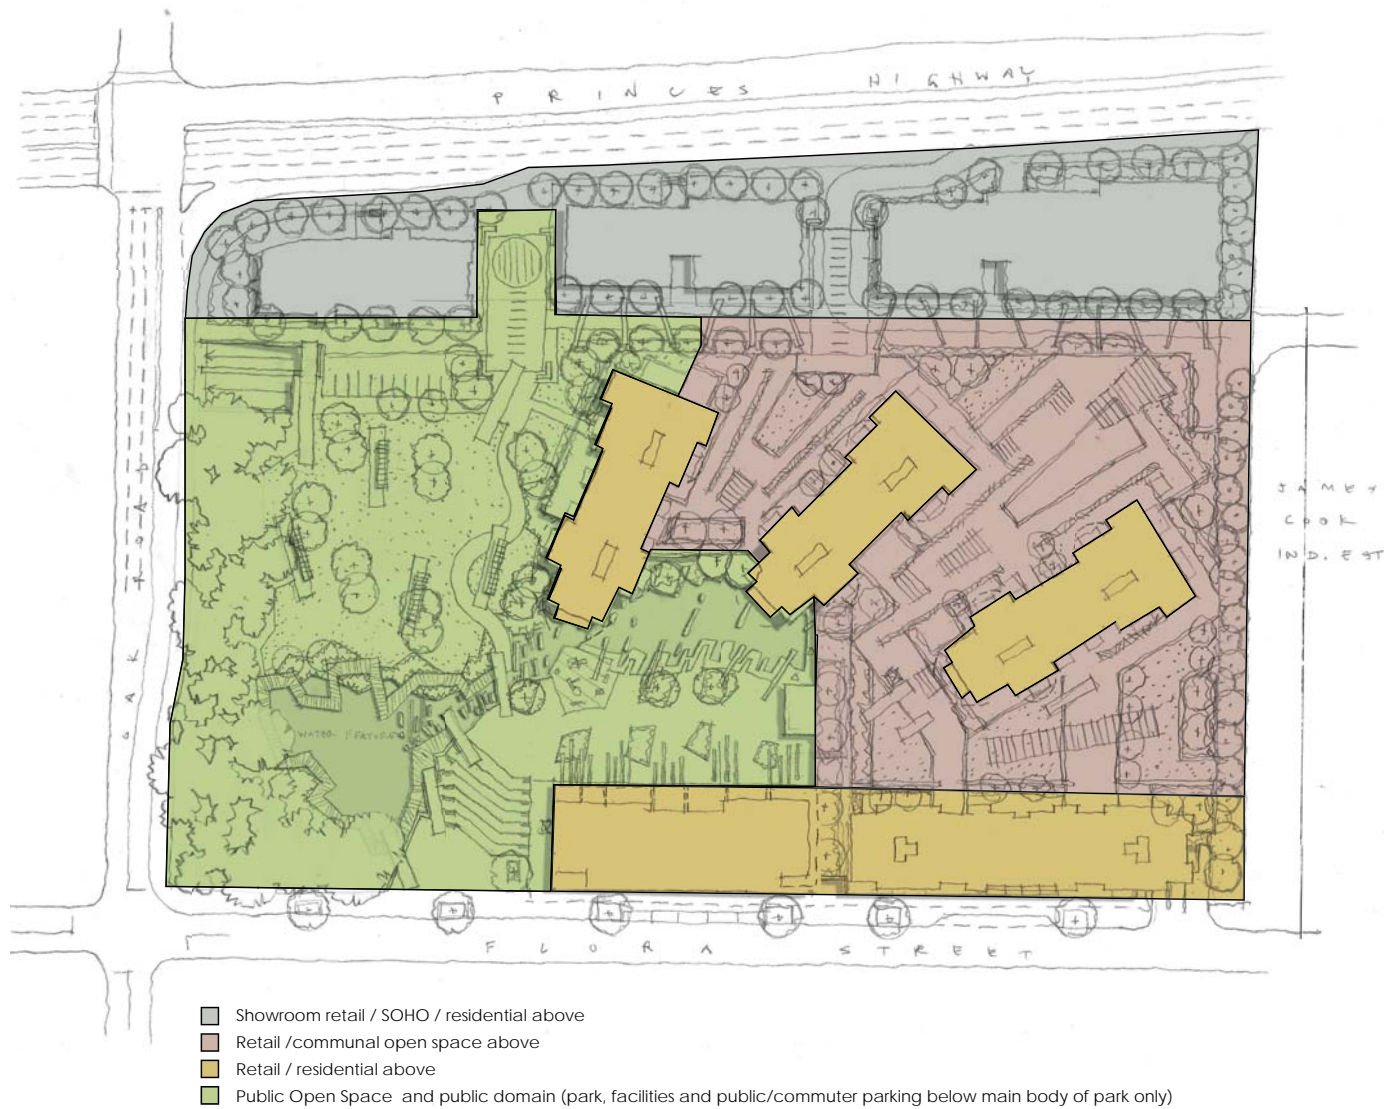 PRINCES HIGHWAY
OAK ROAD
JAMES
COOK
IND. EST
WATER FEATURE
FLORA STREET
Showroom retail / SOHO / residential above
Retail /communal open space above
Retail / residential above
Public Open Space and public domain (park, facilities and public/commuter parking below main body of park only)